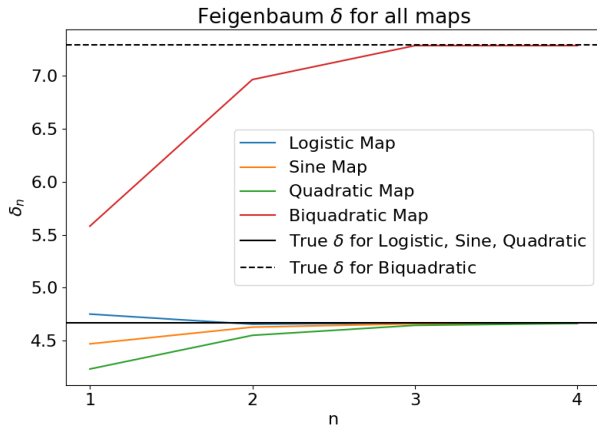 Feigenbaum δ for all maps
7.0
6.5
6.0
5.5
5.0
4.5
δₙ
Logistic Map
Sine Map
Quadratic Map
Biquadratic Map
True δ for Logistic, Sine, Quadratic
True δ for Biquadratic
1 2 3 4
n